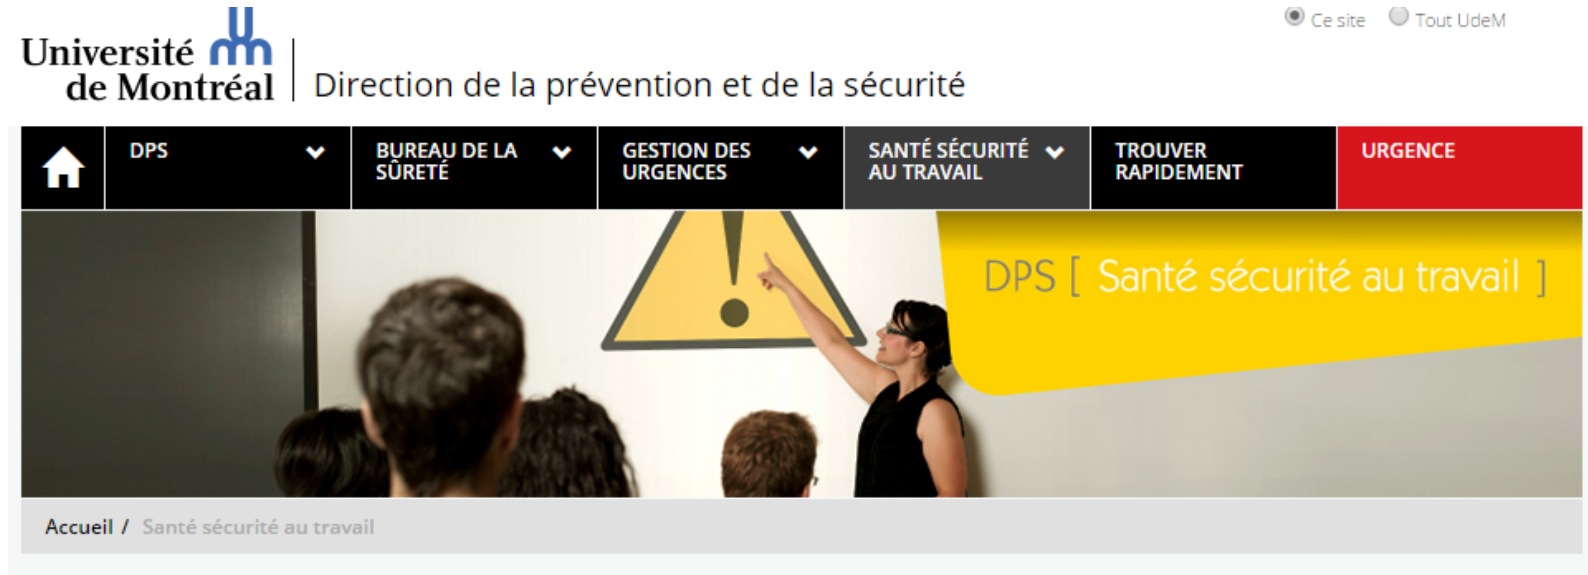 Ce site Tout UdeM
Université
de Montréal
Direction de la prévention et de la sécurité
DPS
BUREAU DE LA
SÛRETÉ
GESTION DES
URGENCES
SANTÉ SÉCURITÉ
AU TRAVAIL
TROUVER
RAPIDEMENT
URGENCE
!
DPS [ Santé sécurité au travail ]
Accueil / Santé sécurité au travail